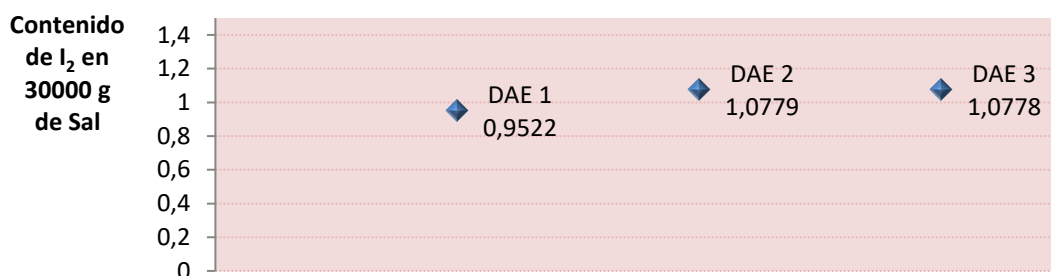 Contenido
de I₂ en
30000 g
de Sal
1,4
1,2
1
0,8
0,6
0,4
0,2
0
DAE 1
0,9522
DAE 2
1,0779
DAE 3
1,0778